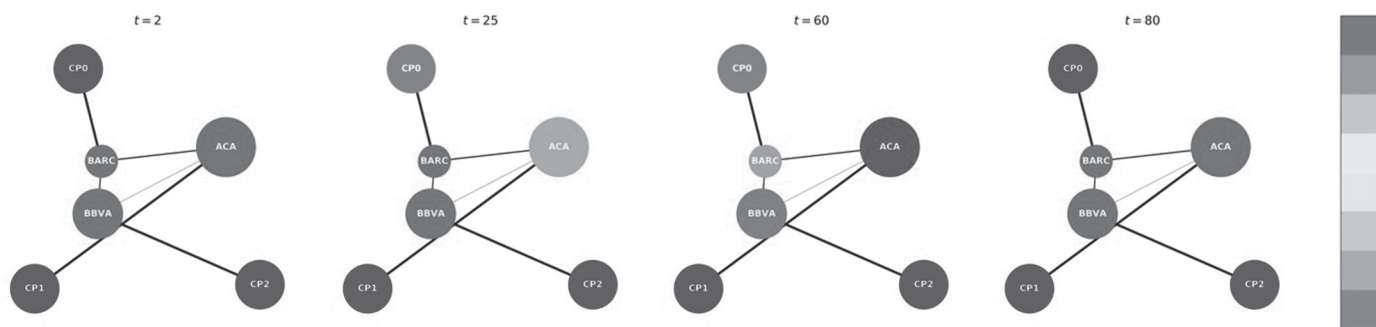 t = 2
CP0
ACA
BARC
BBVA
CP1
CP2
t = 25
CP0
ACA
BARC
BBVA
CP1
CP2
t = 60
CP0
ACA
BARC
BBVA
CP1
CP2
t = 80
CP0
ACA
BARC
BBVA
CP1
CP2